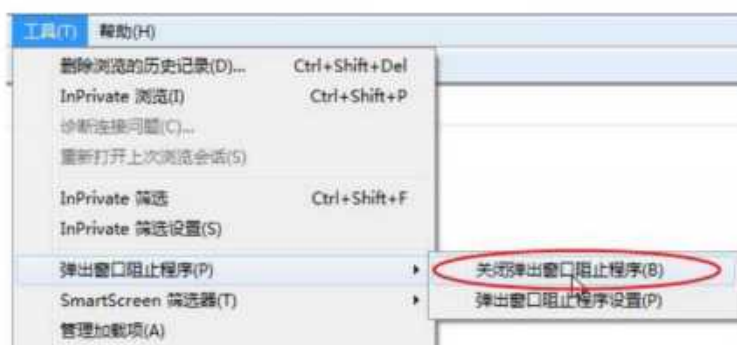 工具(T) 帮助(H)
删除浏览的历史记录(D)... Ctrl+Shift+Del
InPrivate 浏览(I) Ctrl+Shift+P
诊断连接问题(C)...
重新打开上次浏览会话(S)
InPrivate 筛选 Ctrl+Shift+F
InPrivate 筛选设置(S)
弹出窗口阻止程序(P) 关闭弹出窗口阻止程序(B)
SmartScreen 筛选器(T) 弹出窗口阻止程序设置(P)
管理加载项(A)